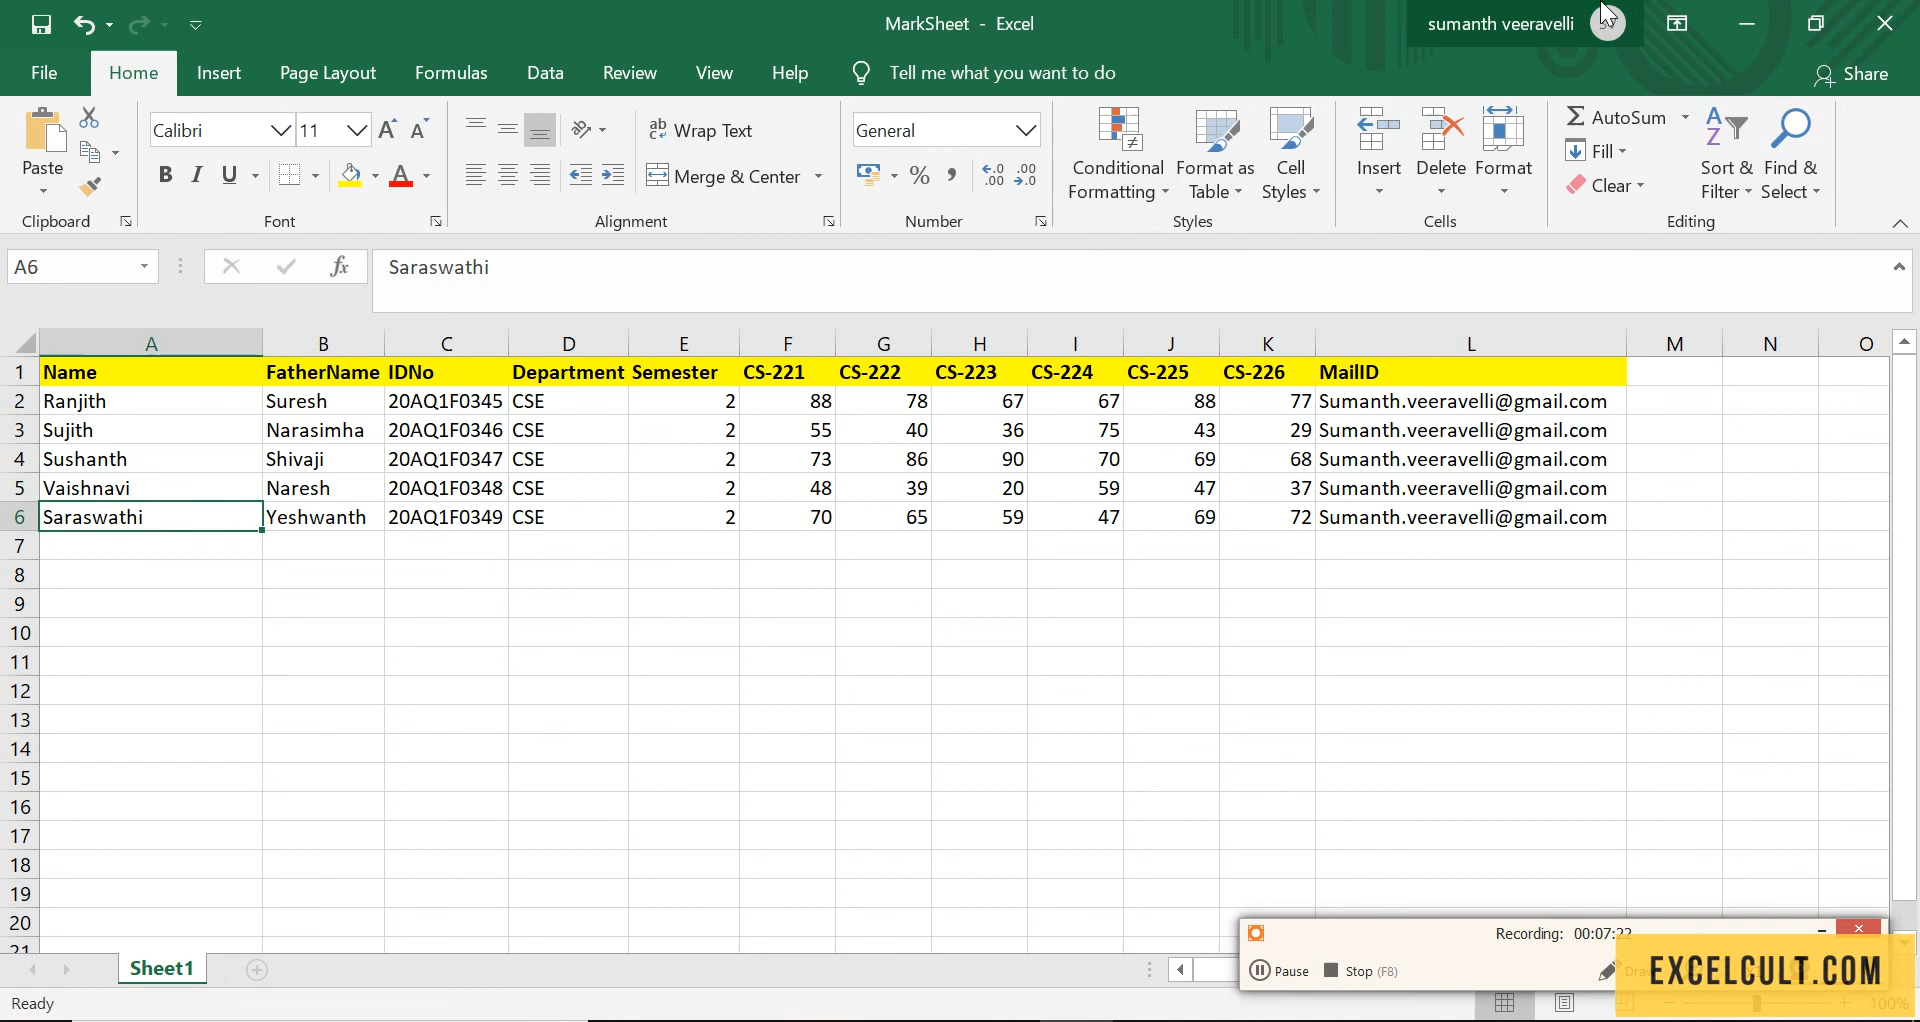 MarkSheet - Excel
sumanth veeravelli
File Home Insert Page Layout Formulas Data Review View Help Tell me what you want to do Share
Paste
Clipboard
Calibri 11
B I U A
Font
Wrap Text
Merge & Center
Alignment
General
Number
Conditional Formatting
Format as Table
Cell Styles
Styles
Insert Delete Format
Cells
AutoSum
Fill
Clear
Sort & Filter
Find & Select
Editing
A6 fx Saraswathi
A B C D E F G H I J K L M N O
1 Name FatherName IDNo Department Semester CS-221 CS-222 CS-223 CS-224 CS-225 CS-226 MailID
2 Ranjith Suresh 20AQ1F0345 CSE 2 88 78 67 67 88 77 Sumanth.veeravelli@gmail.com
3 Sujith Narasimha 20AQ1F0346 CSE 2 55 40 36 75 43 29 Sumanth.veeravelli@gmail.com
4 Sushanth Shivaji 20AQ1F0347 CSE 2 73 86 90 70 69 68 Sumanth.veeravelli@gmail.com
5 Vaishnavi Naresh 20AQ1F0348 CSE 2 48 39 20 59 47 37 Sumanth.veeravelli@gmail.com
6 Saraswathi Yeshwanth 20AQ1F0349 CSE 2 70 65 59 47 69 72 Sumanth.veeravelli@gmail.com
7
8
9
10
11
12
13
14
15
16
17
18
19
20
21
Recording: 00:07:22
Pause Stop (F8)
Sheet1
EXCELCULT.COM
Ready
100%